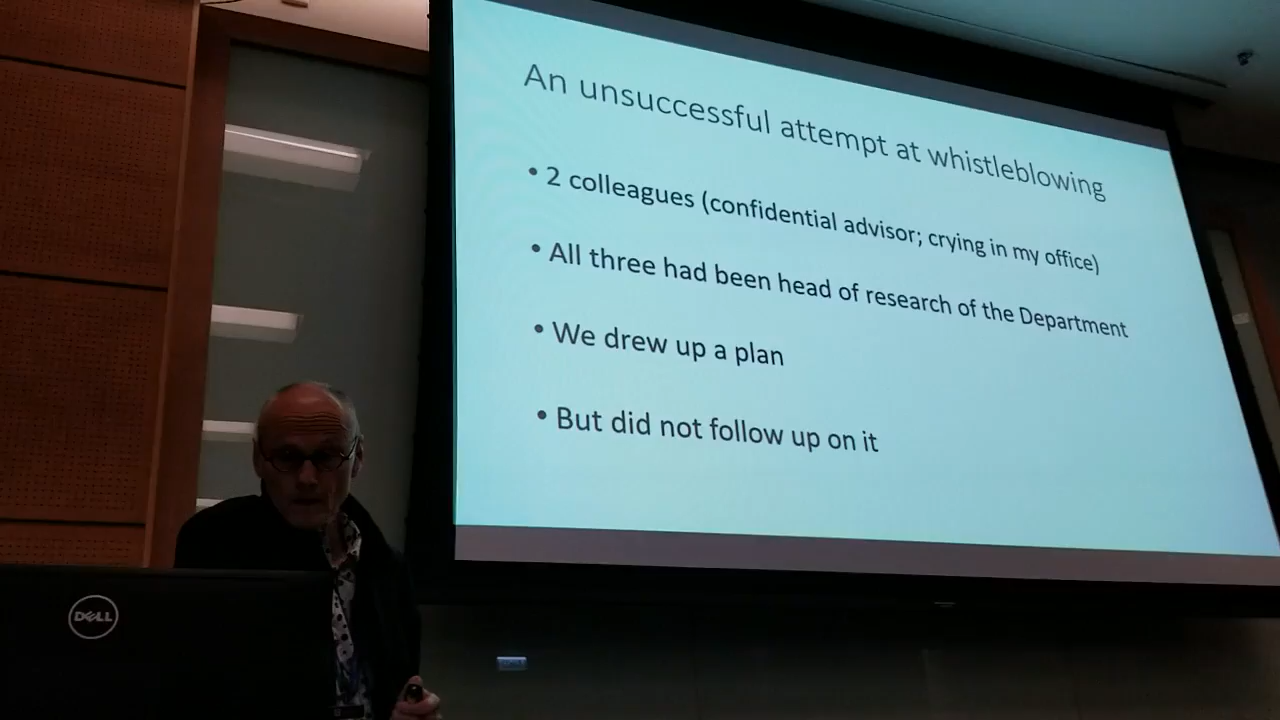 An unsuccessful attempt at whistleblowing
• 2 colleagues (confidential advisor; crying in my office)
• All three had been head of research of the Department
• We drew up a plan
• But did not follow up on it
DELL